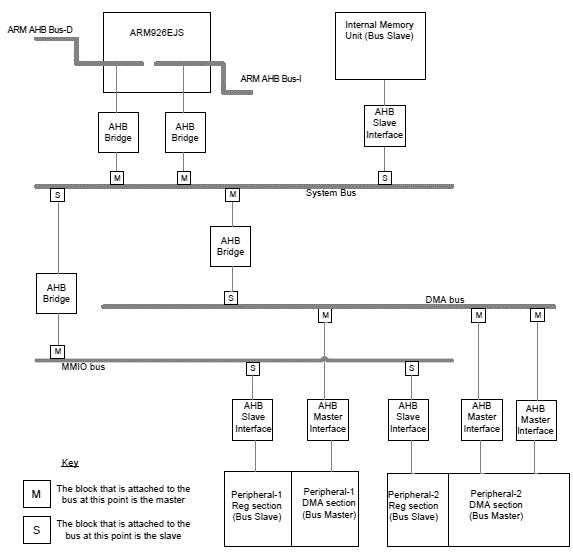 ARM AHB Bus-D
ARM926EJS
Internal Memory
Unit (Bus Slave)
ARM AHB Bus-I
AHB
Bridge
AHB
Bridge
AHB
Slave
Interface
M
M
S
System Bus
S
M
AHB
Bridge
AHB
Bridge
S
DMA bus
M
M
M
M
MMIO bus
S
S
AHB
Slave
Interface
AHB
Master
Interface
AHB
Slave
Interface
AHB
Master
Interface
AHB
Master
Interface
Key
M
The block that is attached to the
bus at this point is the master
S
The block that is attached to the
bus at this point is the slave
Peripheral-1
Reg section
(Bus Slave)
Peripheral-1
DMA section
(Bus Master)
Peripheral-2
Reg section
(Bus Slave)
Peripheral-2
DMA section
(Bus Master)